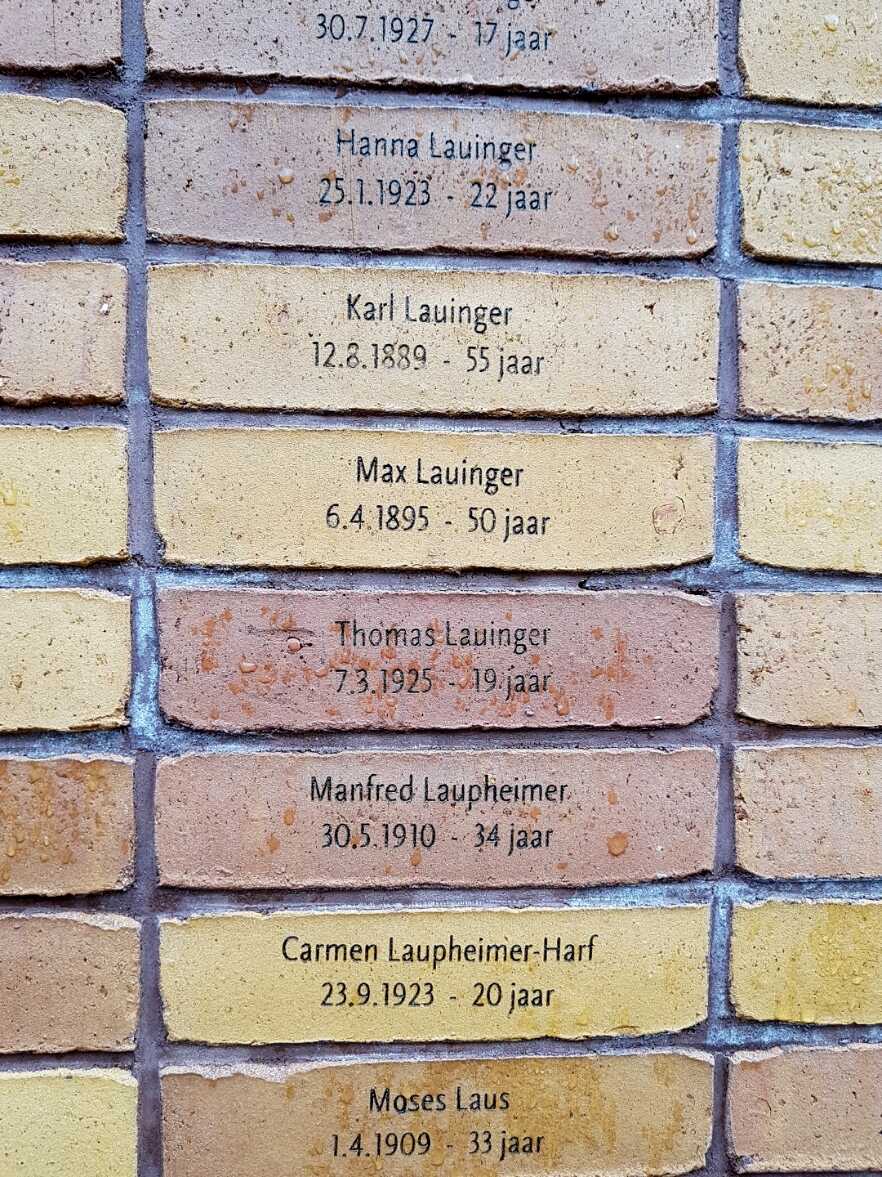 30.7.1927 - 17 jaar
Hanna Lauinger
25.1.1923 - 22 jaar
Karl Lauinger
12.8.1889 - 55 jaar
Max Lauinger
6.4.1895 - 50 jaar
Thomas Lauinger
7.3.1925 - 19 jaar
Manfred Laupheimer
30.5.1910 - 34 jaar
Carmen Laupheimer-Harf
23.9.1923 - 20 jaar
Moses Laus
1.4.1909 - 33 jaar